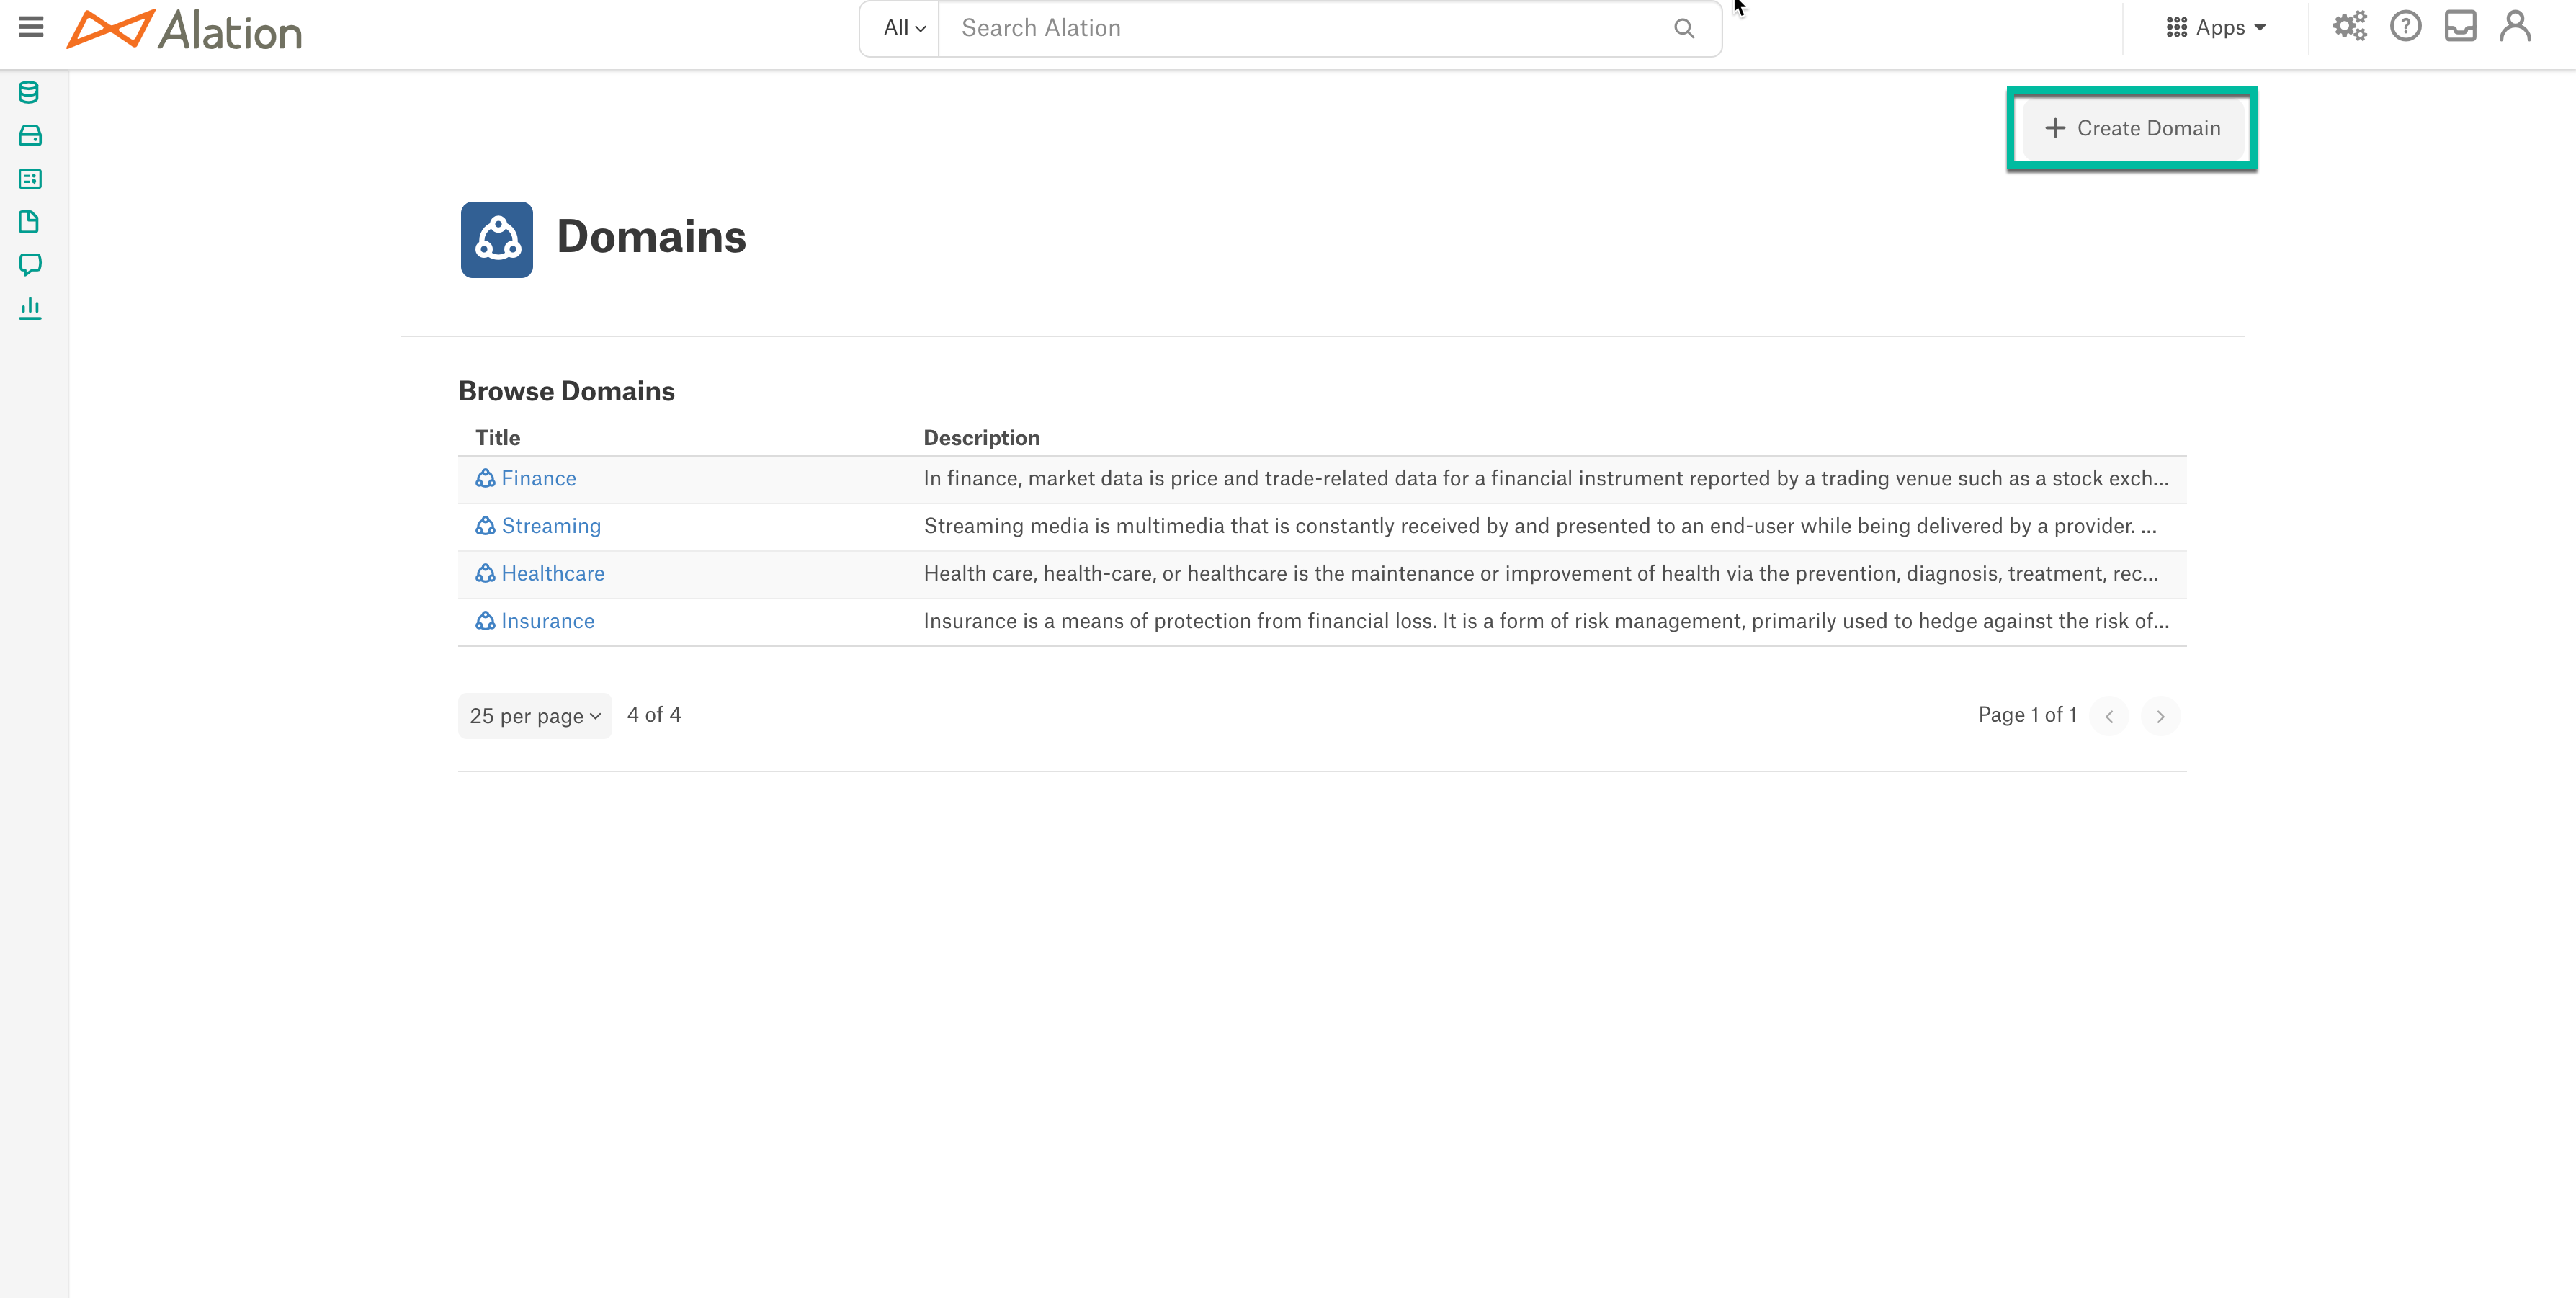 Alation
All
Search Alation
Apps
Create Domain
Domains
Browse Domains
Title Description
Finance In finance, market data is price and trade-related data for a financial instrument reported by a trading venue such as a stock exch...
Streaming Streaming media is multimedia that is constantly received by and presented to an end-user while being delivered by a provider. ...
Healthcare Health care, health-care, or healthcare is the maintenance or improvement of health via the prevention, diagnosis, treatment, rec...
Insurance Insurance is a means of protection from financial loss. It is a form of risk management, primarily used to hedge against the risk of...
25 per page 4 of 4 Page 1 of 1